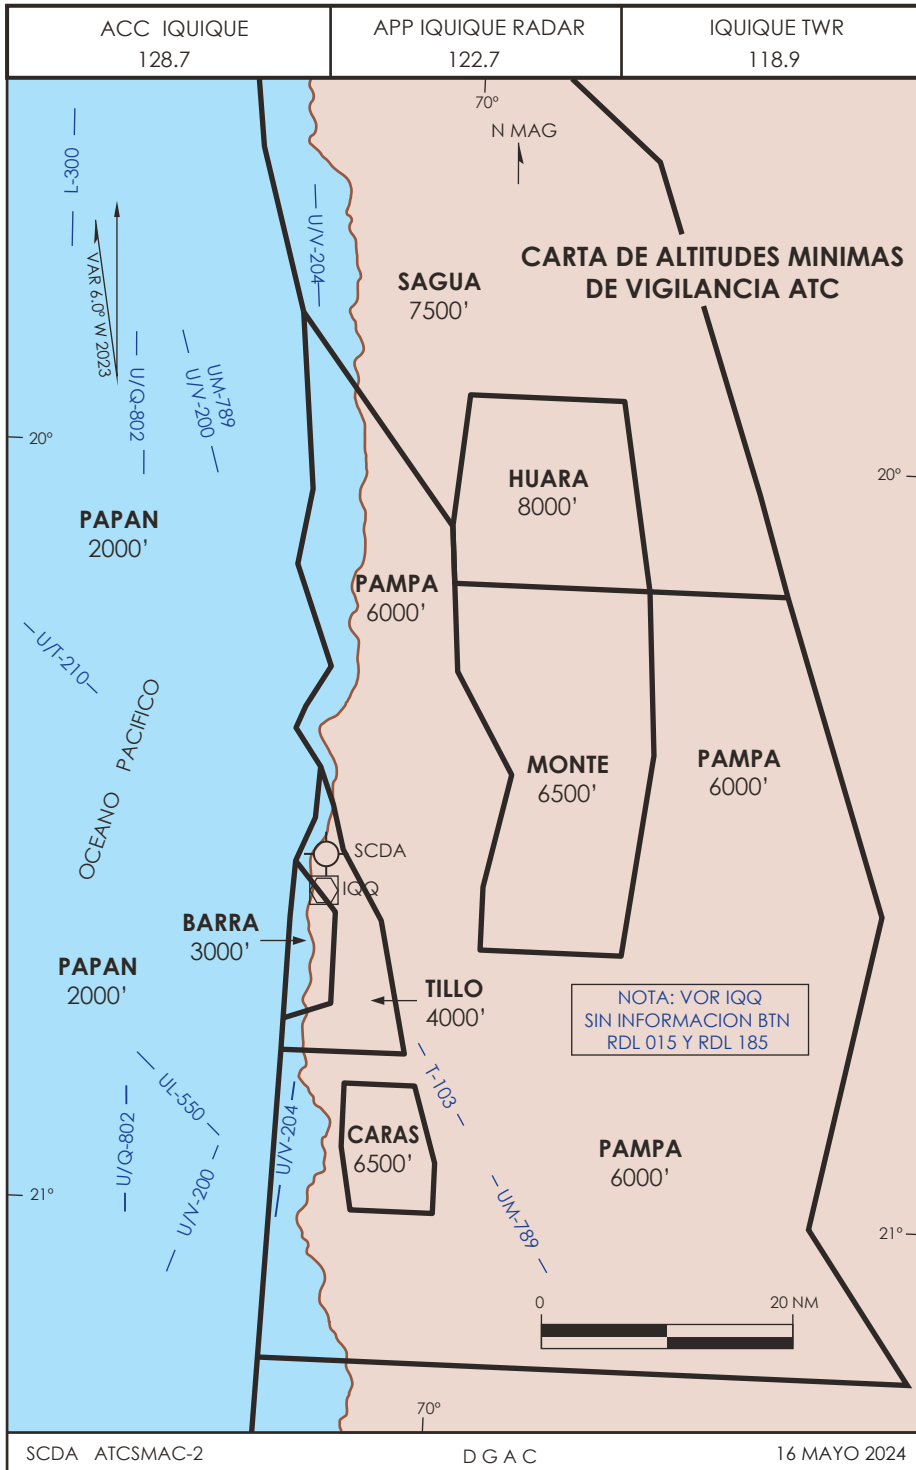 ACC IQUIQUE
128.7
APP IQUIQUE RADAR
122.7
IQUIQUE TWR
118.9
70°
N MAG
L-300
U/V-204
VAR 6.0° W 2023
CARTA DE ALTITUDES MINIMAS
DE VIGILANCIA ATC
SAGUA
7500'
U/Q-802
UM-789
U/V-200
20°
20°
HUARA
8000'
PAPAN
2000'
PAMPA
6000'
U/T-210
OCEANO PACIFICO
MONTE
6500'
PAMPA
6000'
SCDA
IQQ
BARRA
3000'
PAPAN
2000'
TILLO
4000'
NOTA: VOR IQQ
SIN INFORMACION BTN
RDL 015 Y RDL 185
UL-550
T-103
U/Q-802
U/V-204
U/V-200
CARAS
6500'
PAMPA
6000'
UM-789
21°
21°
0
20 NM
70°
SCDA ATCSMAC-2
D G A C
16 MAYO 2024